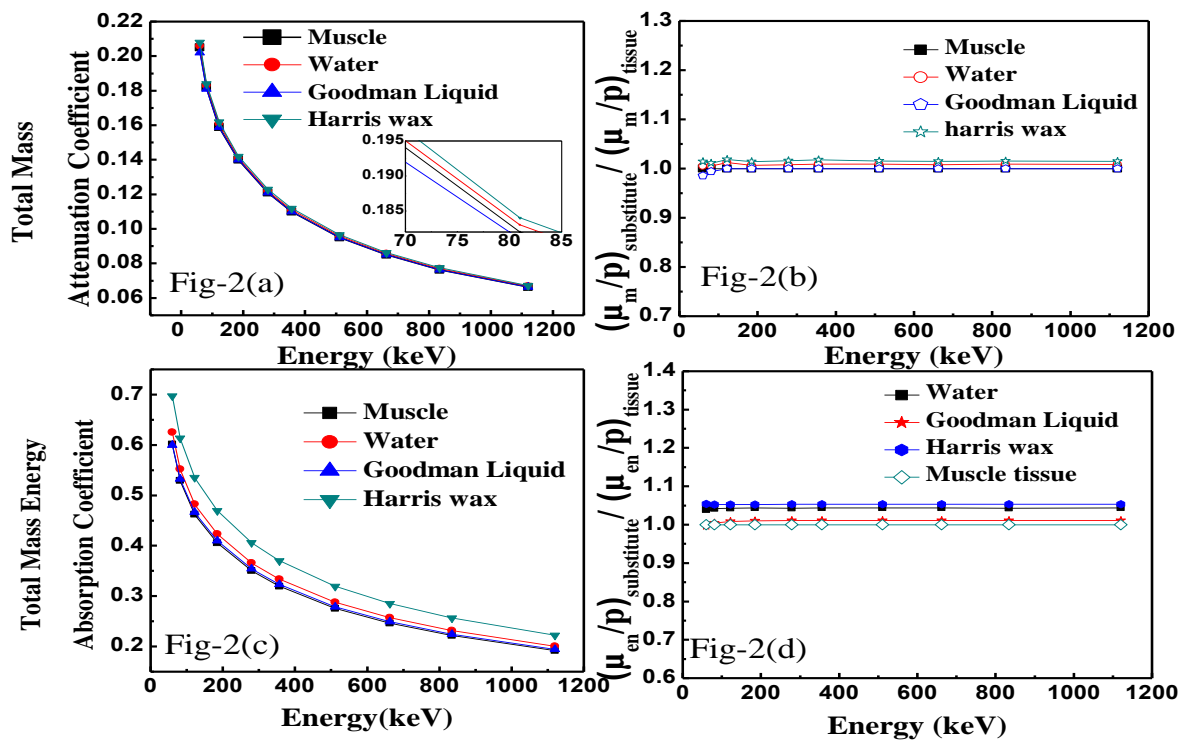 Total Mass
Attenuation Coefficient
0.22
0.20
0.18
0.16
0.14
0.12
0.10
0.08
0.06
Muscle
Water
Goodman Liquid
Harris wax
0.195
0.190
0.185
70 75 80 85
Fig-2(a)
0 200 400 600 800 1000 1200
Energy (keV)
(μm/p)substitute/ (μm/p)tissue
1.3
1.2
1.1
1.0
0.9
0.8
0.7
Muscle
Water
Goodman Liquid
harris wax
Fig-2(b)
0 200 400 600 800 1000 1200
Energy (keV)
Total Mass Energy
Absorption Coefficient
0.7
0.6
0.5
0.4
0.3
0.2
Muscle
Water
Goodman Liquid
Harris wax
Fig-2(c)
0 200 400 600 800 1000 1200
Energy(keV)
(μen/p)substitute/ (μen/p)tissue
1.4
1.3
1.2
1.1
1.0
0.9
0.8
0.7
0.6
Water
Goodman Liquid
Harris wax
Muscle tissue
Fig-2(d)
0 200 400 600 800 1000 1200
Energy (keV)